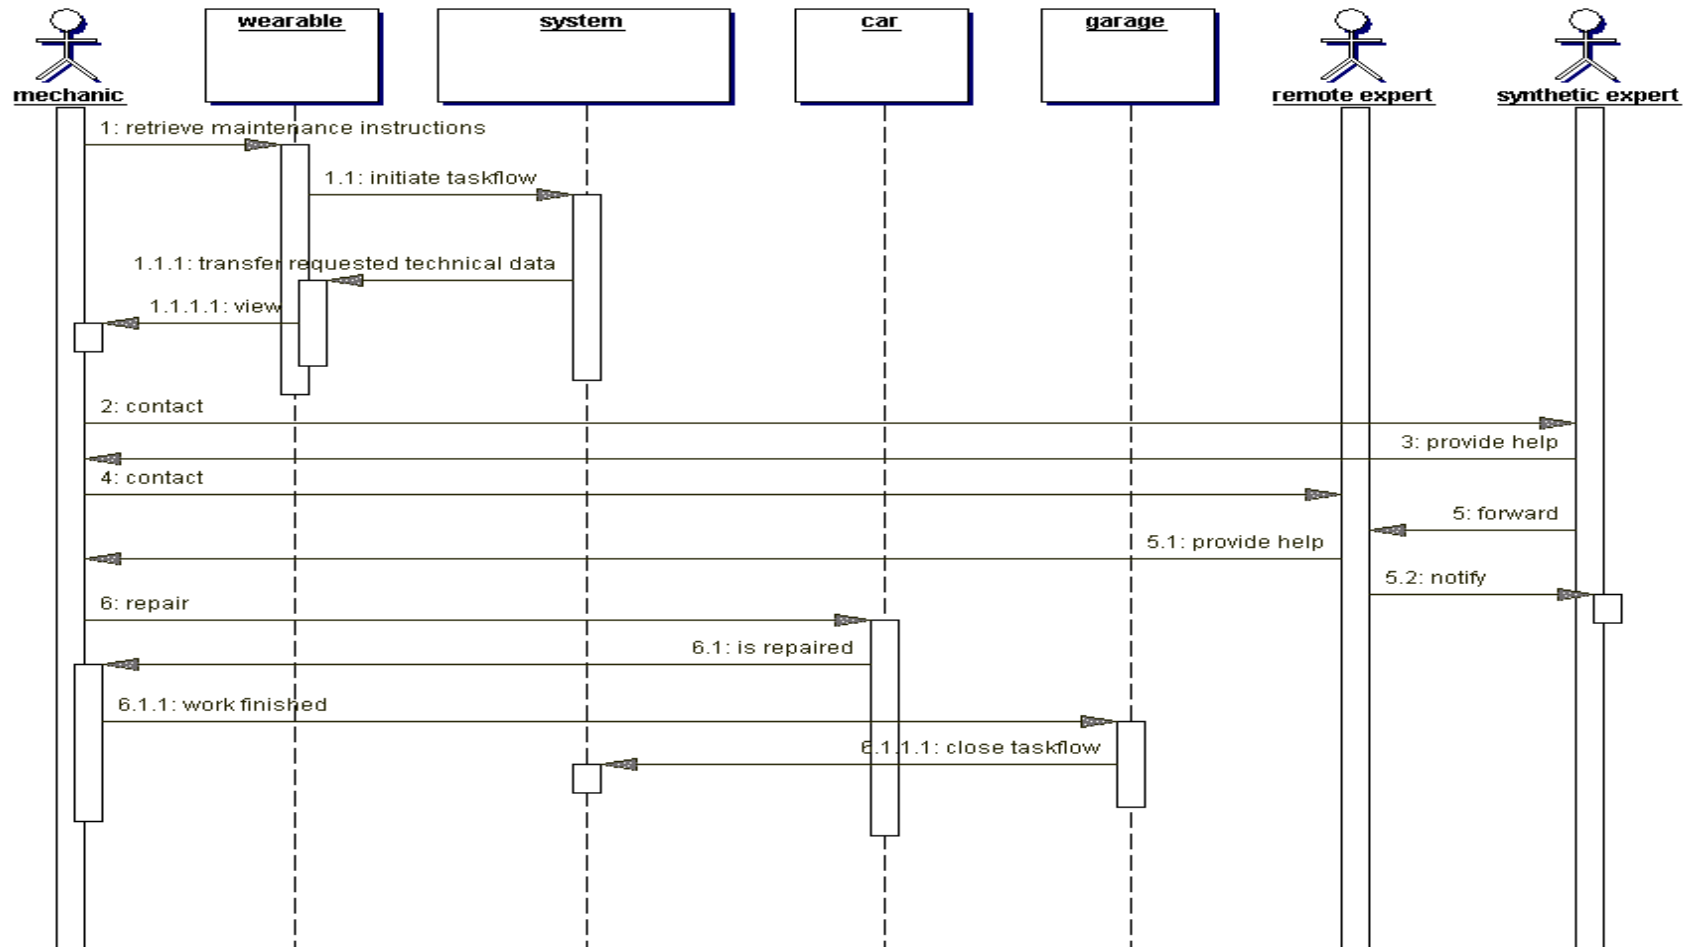 wearable
system
car
garage
mechanic
remote expert
synthetic expert
1: retrieve maintenance instructions
1.1: initiate taskflow
1.1.1: transfer requested technical data
1.1.1.1: view
2: contact
3: provide help
4: contact
5: forward
5.1: provide help
5.2: notify
6: repair
6.1: is repaired
6.1.1: work finished
6.1.1.1: close taskflow